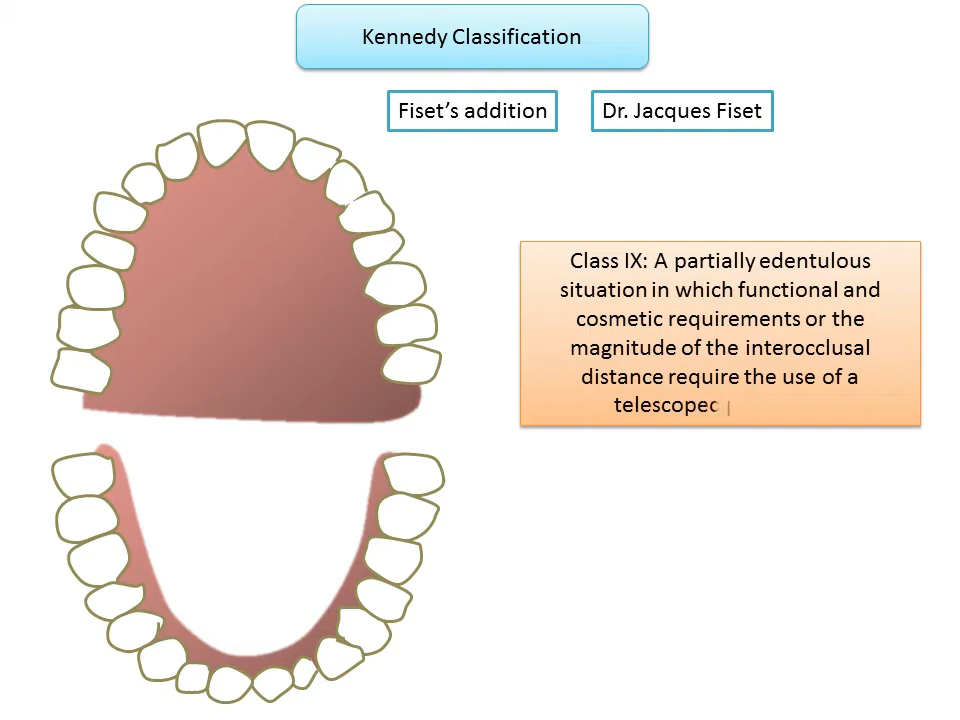 Kennedy Classification
Fiset’s addition
Dr. Jacques Fiset
Class IX: A partially edentulous
situation in which functional and
cosmetic requirements or the
magnitude of the interocclusal
distance require the use of a
telescoped